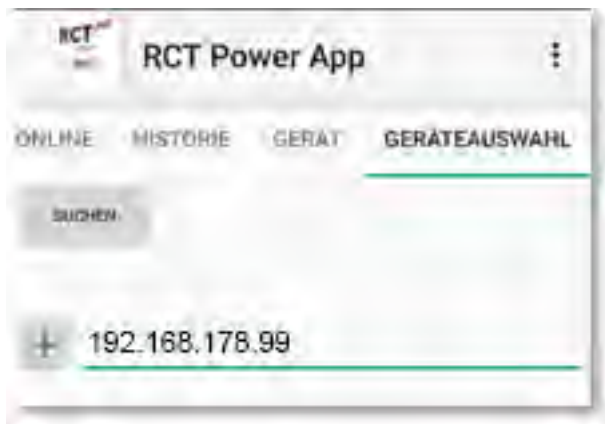 RCT
RCT Power App
ONLINE HISTORIE GERÄT GERÄTEAUSWAHL
SUCHEN
+ 192.168.178.99